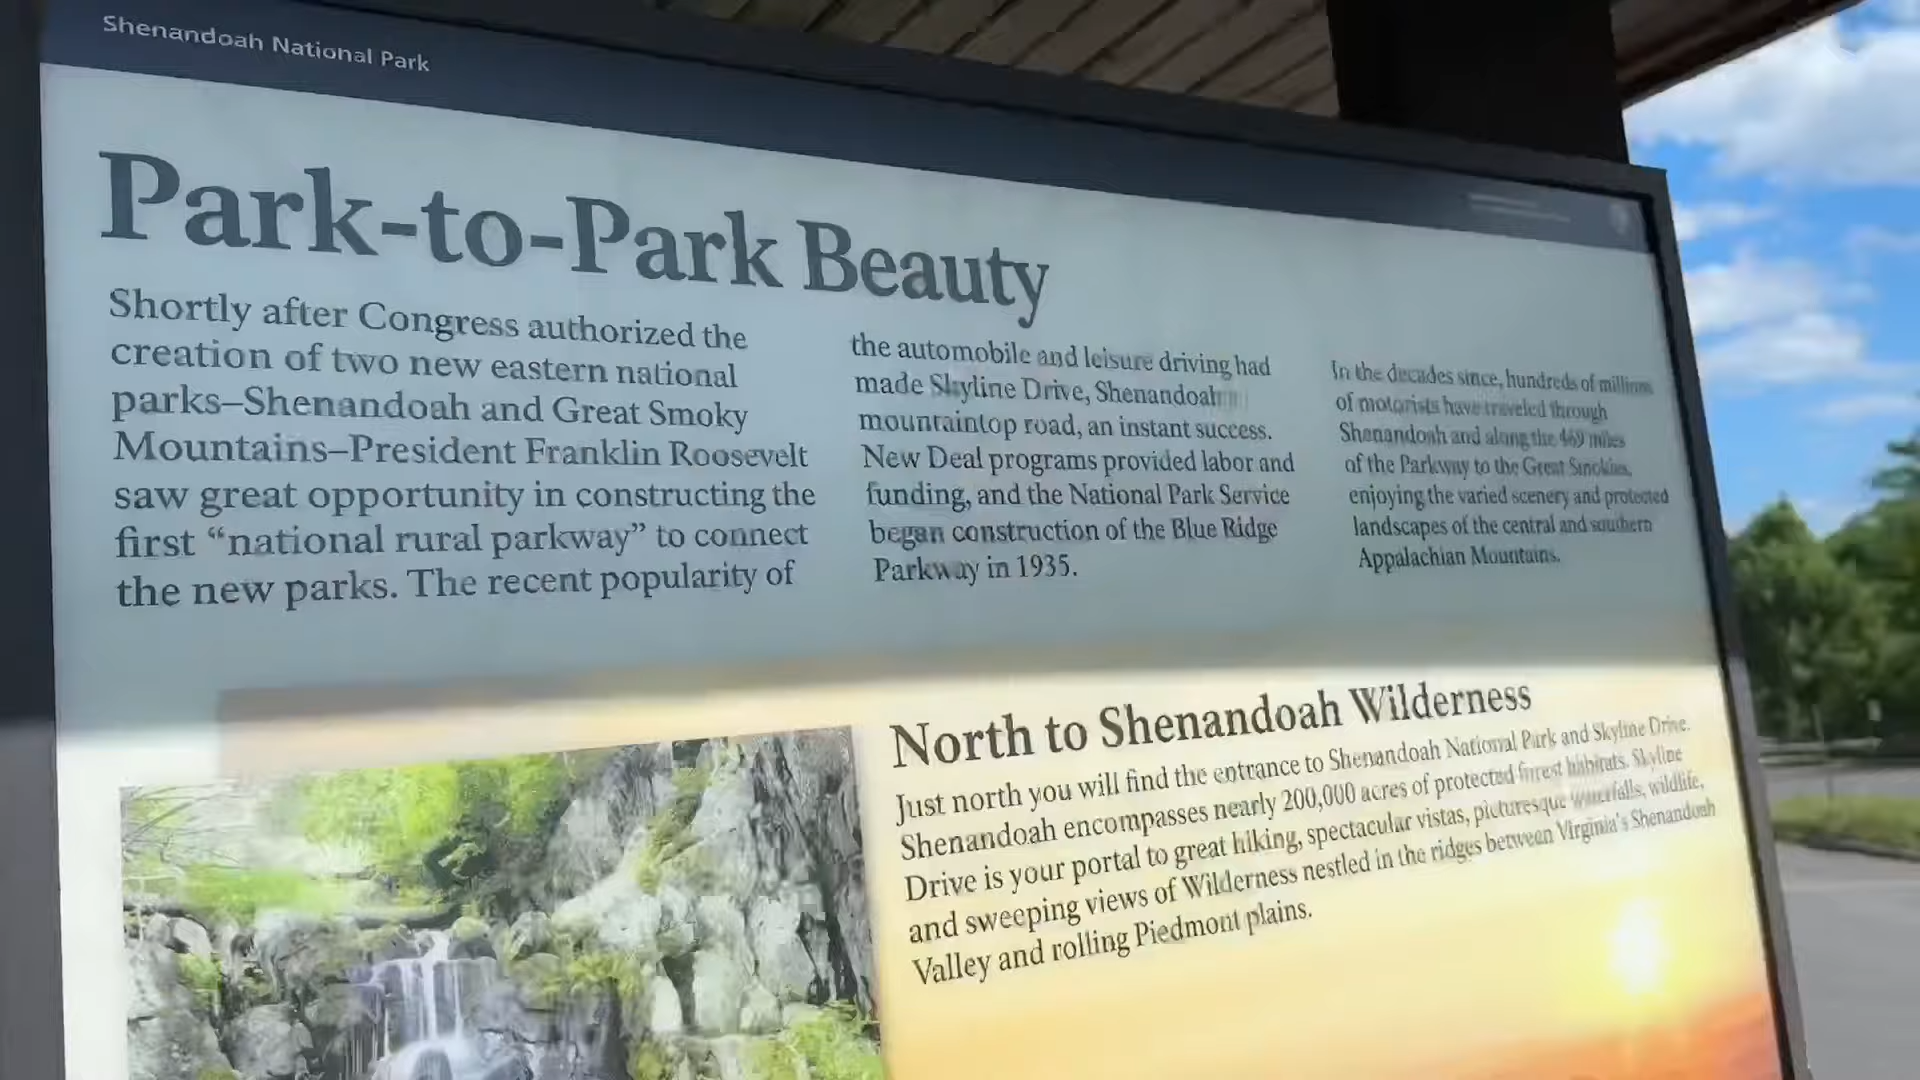 Shenandoah National Park
Park-to-Park Beauty
Shortly after Congress authorized the
creation of two new eastern national
parks–Shenandoah and Great Smoky
Mountains–President Franklin Roosevelt
saw great opportunity in constructing the
first “national rural parkway” to connect
the new parks. The recent popularity of
the automobile and leisure driving had
made Skyline Drive, Shenandoah
mountaintop road, an instant success.
New Deal programs provided labor and
funding, and the National Park Service
began construction of the Blue Ridge
Parkway in 1935.
In the decades since, hundreds of millions
of motorists have traveled through
Shenandoah and along the 469 miles
of the Parkway to the Great Smokies,
enjoying the varied scenery and protected
landscapes of the central and southern
Appalachian Mountains.
North to Shenandoah Wilderness
Just north you will find the entrance to Shenandoah National Park and Skyline Drive.
Shenandoah encompasses nearly 200,000 acres of protected forest habitats. Skyline
Drive is your portal to great hiking, spectacular vistas, picturesque waterfalls, wildlife,
and sweeping views of Wilderness nestled in the ridges between Virginia's Shenandoah
Valley and rolling Piedmont plains.